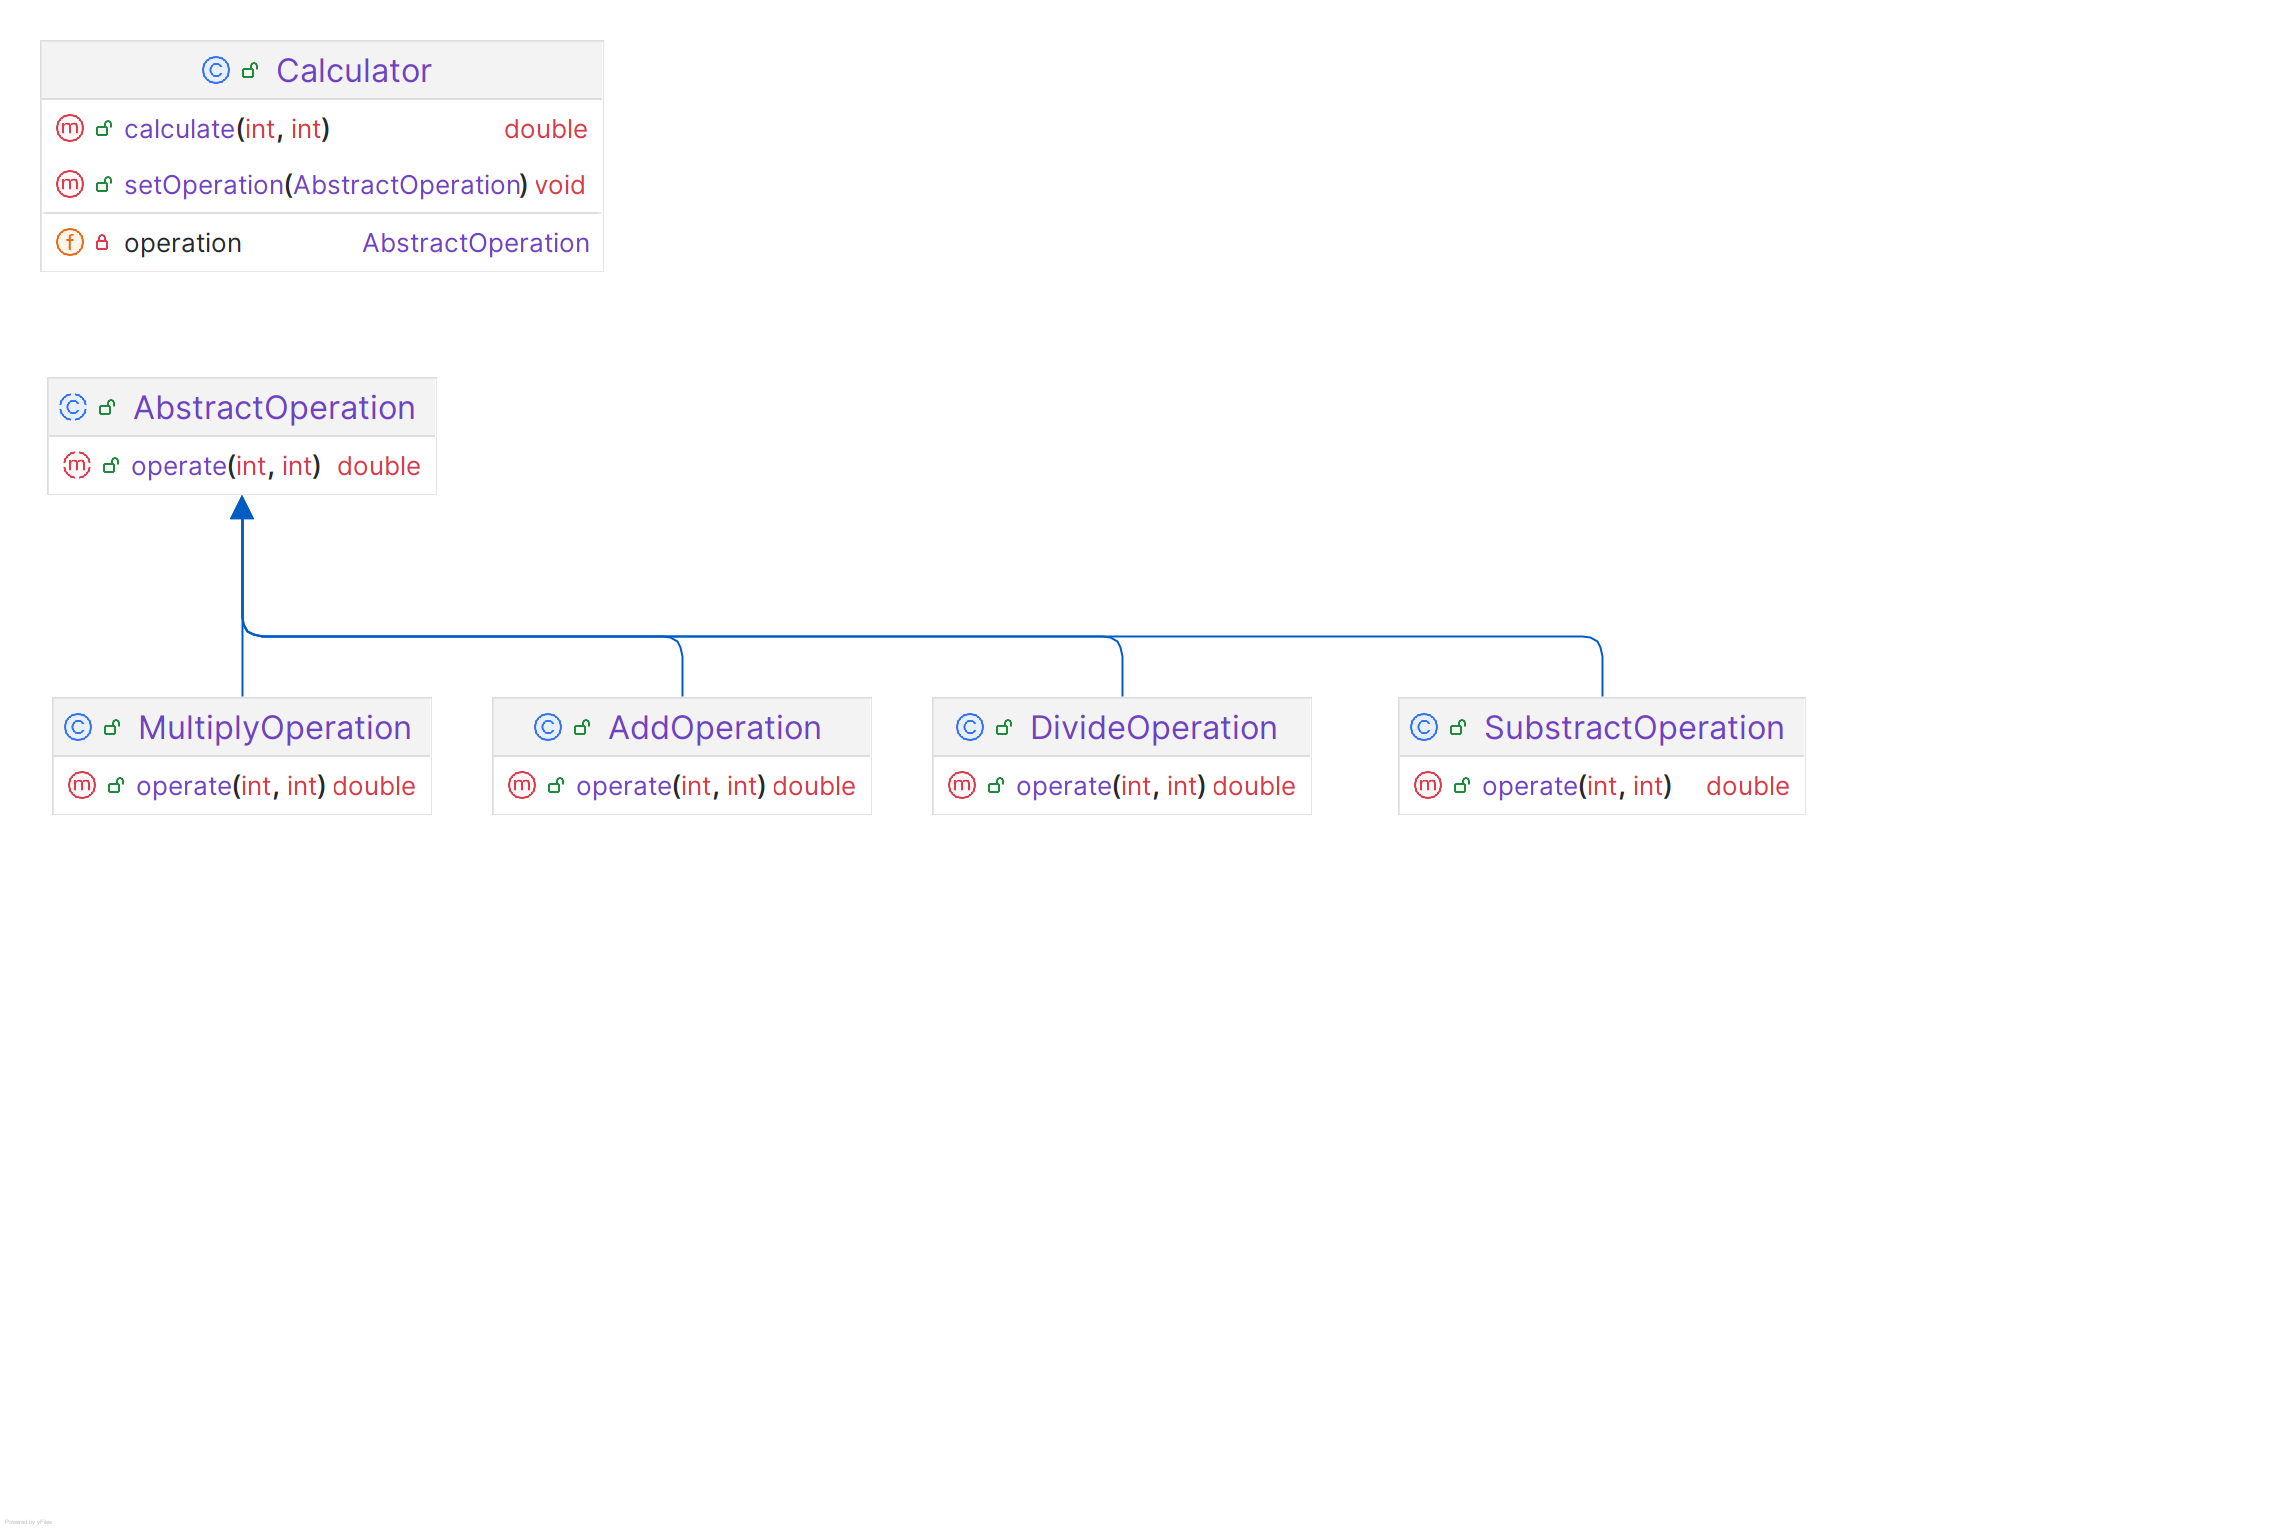 Calculator
calculate(int, int) double
setOperation(AbstractOperation) void
operation AbstractOperation
AbstractOperation
operate(int, int) double
MultiplyOperation
operate(int, int) double
AddOperation
operate(int, int) double
DivideOperation
operate(int, int) double
SubstractOperation
operate(int, int) double
Powered by yFiles